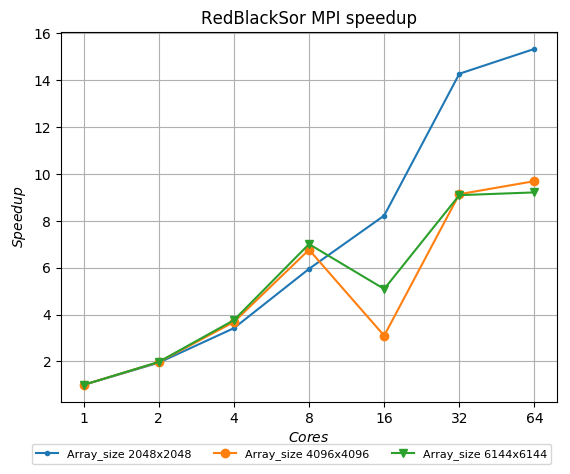 RedBlackSor MPI speedup
16
14
12
10
8
6
4
2
Speedup
1 2 4 8 16 32 64
Cores
Array_size 2048x2048 Array_size 4096x4096 Array_size 6144x6144